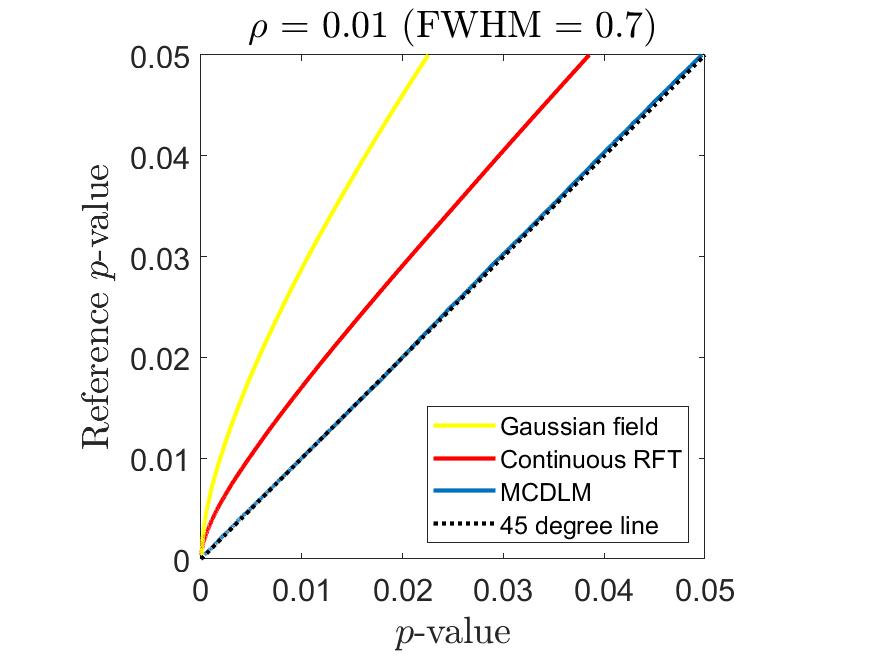 ρ = 0.01 (FWHM = 0.7)
0.05
0.04
0.03
0.02
0.01
0
Reference p-value
Gaussian field
Continuous RFT
MCDLM
45 degree line
0 0.01 0.02 0.03 0.04 0.05
p-value